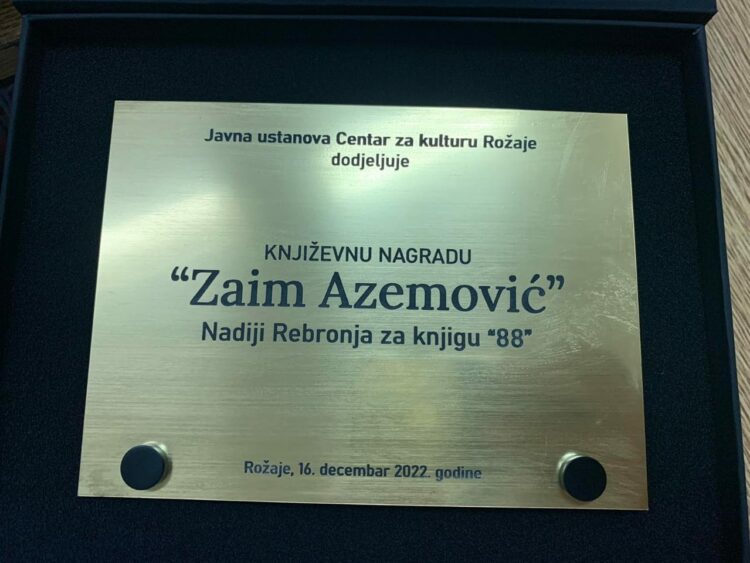 Javna ustanova Centar za kulturu Rožaje
dodjeljuje
KNJIŽEVNU NAGRADU
“Zaim Azemović”
Nadiji Rebronja za knjigu “88”
Rožaje, 16. decembar 2022. godine